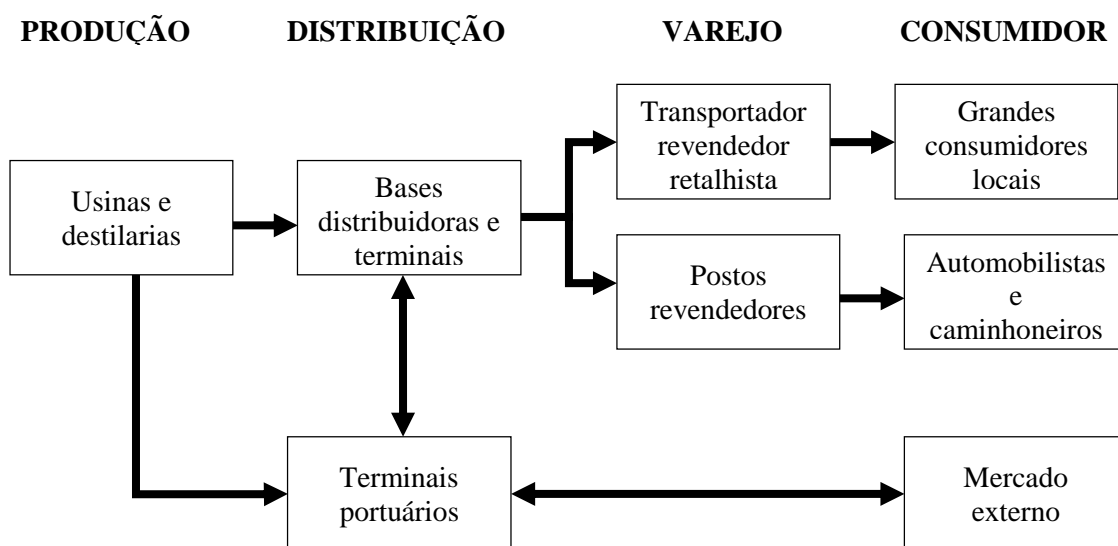 PRODUÇÃO
DISTRIBUIÇÃO
VAREJO
CONSUMIDOR
Usinas e
destilarias
Bases
distribuidoras e
terminais
Transportador
revendedor
retalhista
Grandes
consumidores
locais
Postos
revendedores
Automobilistas
e
caminhoneiros
Terminais
portuários
Mercado
externo